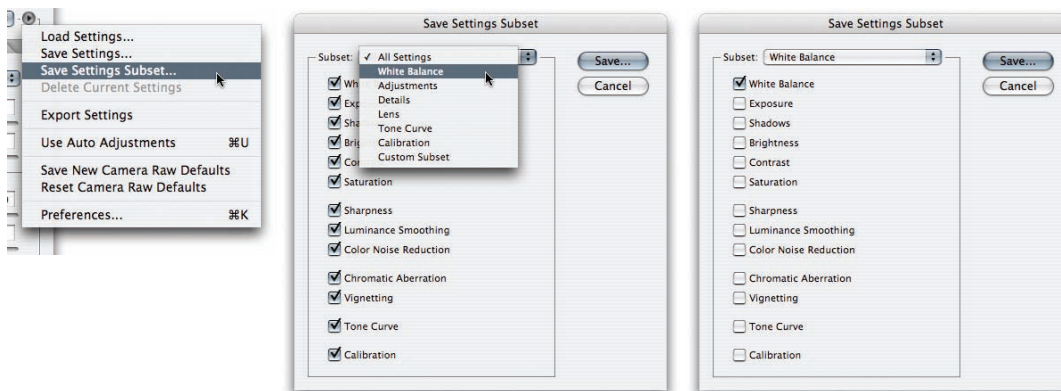 Load Settings...
Save Settings...
Save Settings Subset...
Delete Current Settings
Export Settings
Use Auto Adjustments ⌘U
Save New Camera Raw Defaults
Reset Camera Raw Defaults
Preferences... ⌘K
Save Settings Subset
Subset: ✓ All Settings
White Balance
Adjustments
Details
Lens
Tone Curve
Calibration
Custom Subset
Save...
Cancel
Saturation
Sharpness
Luminance Smoothing
Color Noise Reduction
Chromatic Aberration
Vignetting
Tone Curve
Calibration
Save Settings Subset
Subset: White Balance
Save...
Cancel
White Balance
Exposure
Shadows
Brightness
Contrast
Saturation
Sharpness
Luminance Smoothing
Color Noise Reduction
Chromatic Aberration
Vignetting
Tone Curve
Calibration